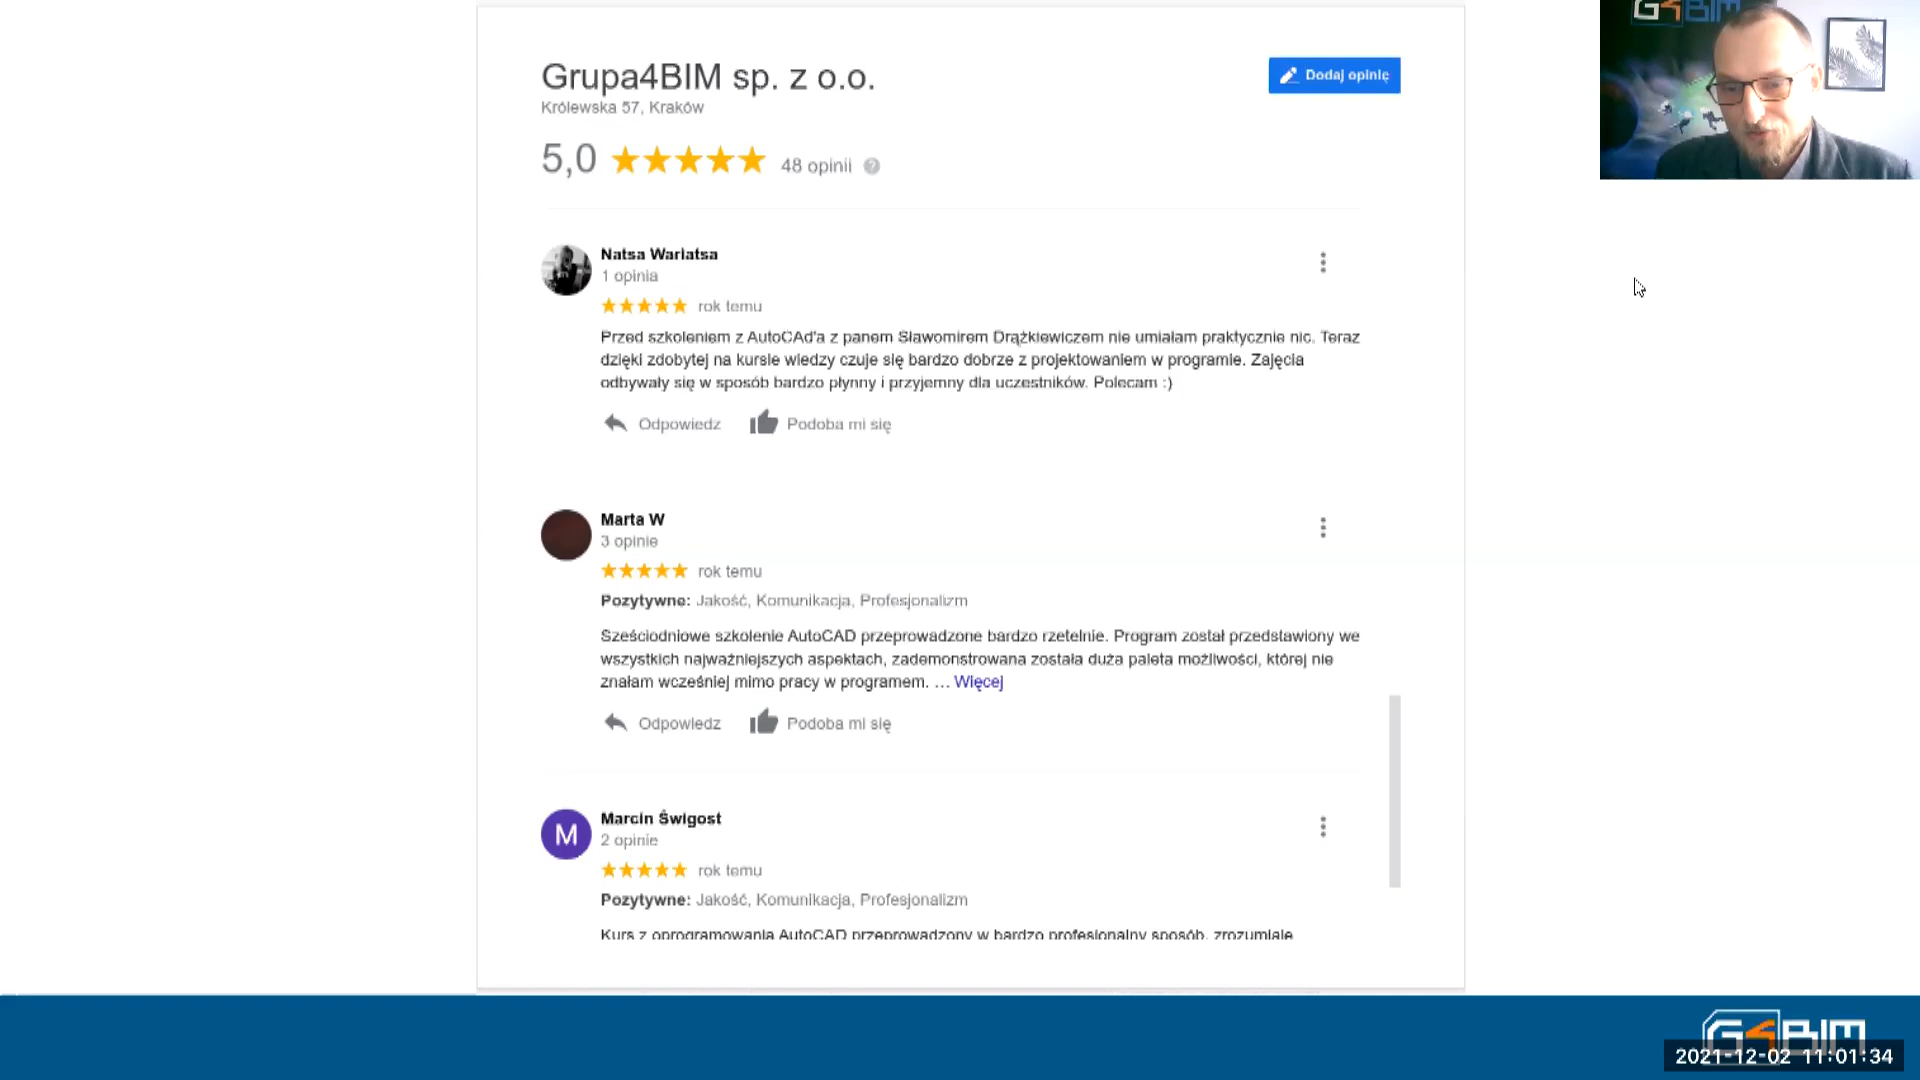 G4BIM
Grupa4BIM sp. z o.o.
Dodaj opinię
Królewska 57, Kraków
5,0
48 opinii
?
Natsa Wariatsa
1 opinia
rok temu
Przed szkoleniem z AutoCAd'a z panem Sławomirem Drążkiewiczem nie umiałam praktycznie nic. Teraz
dzięki zdobytej na kursie wiedzy czuje się bardzo dobrze z projektowaniem w programie. Zajęcia
odbywały się w sposób bardzo płynny i przyjemny dla uczestników. Polecam :)
Odpowiedz Podoba mi się
Marta W
3 opinie
rok temu
Pozytywne: Jakość, Komunikacja, Profesjonalizm
Sześciodniowe szkolenie AutoCAD przeprowadzone bardzo rzetelnie. Program został przedstawiony we
wszystkich najważniejszych aspektach, zademonstrowana została duża paleta możliwości, której nie
znałam wcześniej mimo pracy w programem. … Więcej
Odpowiedz Podoba mi się
M
Marcin Świgost
2 opinie
rok temu
Pozytywne: Jakość, Komunikacja, Profesjonalizm
Kurs z oprogramowania AutoCAD przeprowadzony w bardzo profesjonalny sposób, zrozumiałe
G4BIM
2021-12-02 11:01:34